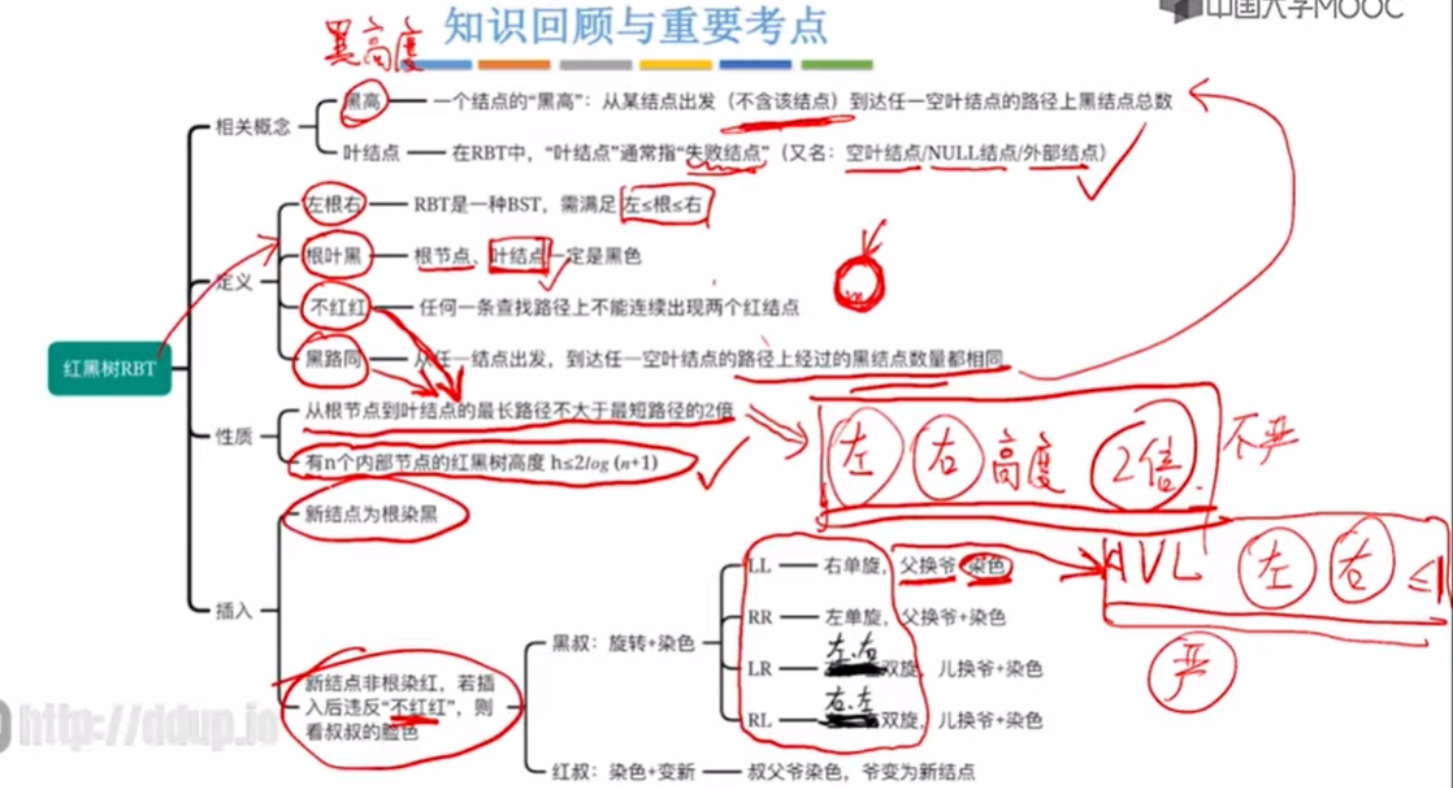 中国大学MOOC
知识回顾与重要考点
黑高度
黑高
一个结点的“黑高”：从某结点出发（不含该结点）到达任一空叶结点的路径上黑结点总数
相关概念
叶结点
在RBT中，“叶结点”通常指“失败结点”（又名：空叶结点/NULL结点/外部结点）
左根右
RBT是一种BST，需满足 左≤根≤右
根叶黑
根节点、叶结点一定是黑色
定义
不红红
任何一条查找路径上不能连续出现两个红结点
黑路同
从任一结点出发，到达任一空叶结点的路径上经过的黑结点数量都相同
红黑树RBT
从根节点到叶结点的最长路径不大于最短路径的2倍
性质
有n个内部节点的红黑树高度 h≤2log (n+1)
左 右 高度 2倍.
不严
新结点为根染黑
AVL 左 右 ≤1
严
插入
LL
右单旋，父换爷 染色
RR
左单旋，父换爷+染色
黑叔：旋转+染色
左、右
LR
双旋，儿换爷+染色
右、左
RL
双旋，儿换爷+染色
新结点非根染红，若插
入后违反“不红红”，则
看叔叔的脸色
红叔：染色+变新
叔父爷染色，爷变为新结点
http://ddup.io